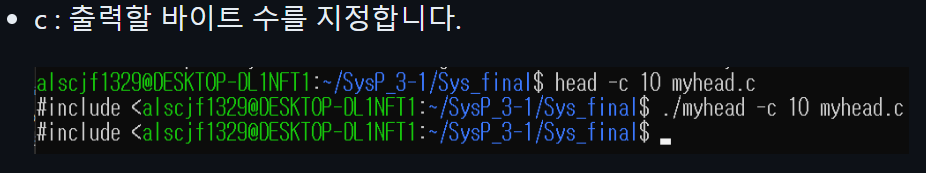 c : 출력할 바이트 수를 지정합니다.
alscjf1329@DESKTOP-DL1NFT1:~/SysP_3-1/Sys_final$ head -c 10 myhead.c
#include <alscjf1329@DESKTOP-DL1NFT1:~/SysP_3-1/Sys_final$ ./myhead -c 10 myhead.c
#include <alscjf1329@DESKTOP-DL1NFT1:~/SysP_3-1/Sys_final$